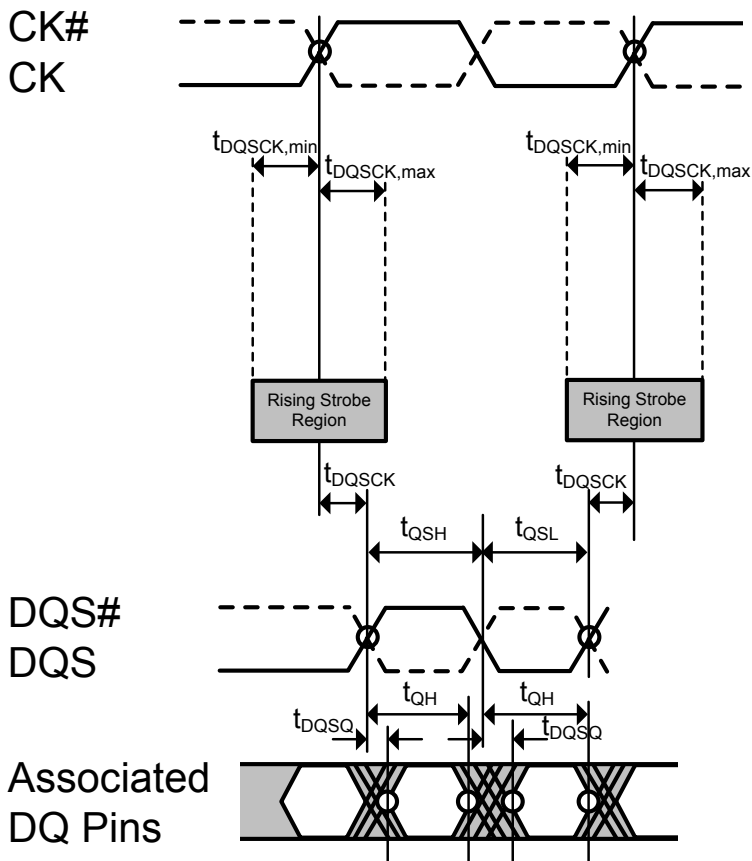 CK#
CK
tDQSCK,min
tDQSCK,max
tDQSCK,min
tDQSCK,max
Rising Strobe
Region
Rising Strobe
Region
tDQSCK
tDQSCK
tQSH
tQSL
DQS#
DQS
tQH
tQH
tDQSQ
tDQSQ
Associated
DQ Pins